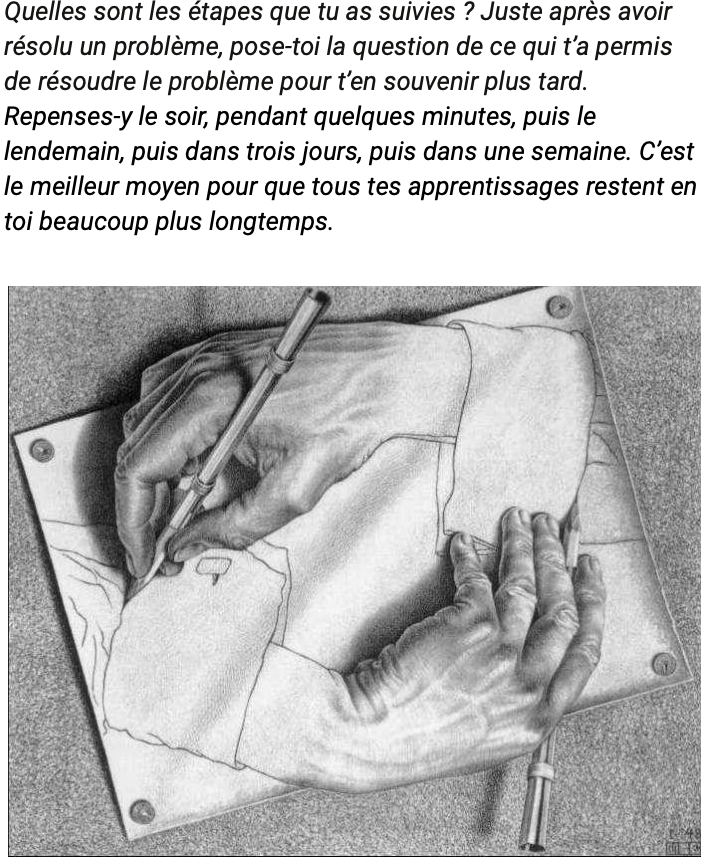 Quelles sont les étapes que tu as suivies ? Juste après avoir
résolu un problème, pose-toi la question de ce qui t’a permis
de résoudre le problème pour t’en souvenir plus tard.
Repenses-y le soir, pendant quelques minutes, puis le
lendemain, puis dans trois jours, puis dans une semaine. C’est
le meilleur moyen pour que tous tes apprentissages restent en
toi beaucoup plus longtemps.